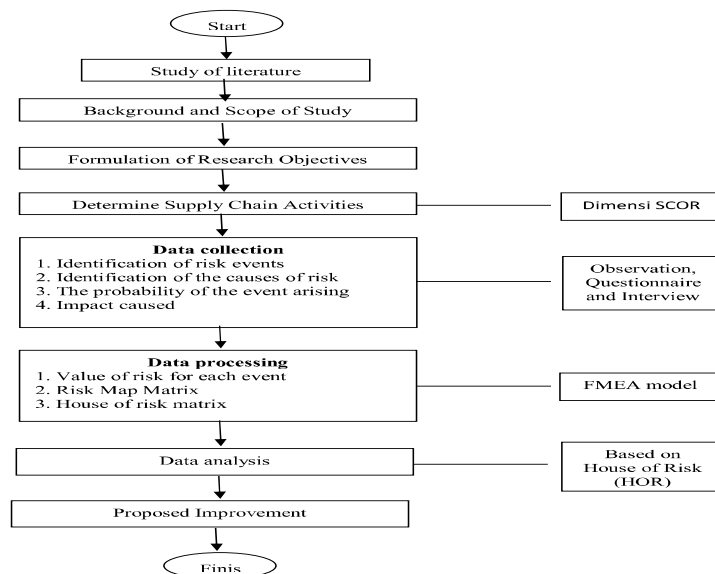 Start
Study of literature
Background and Scope of Study
Formulation of Research Objectives
Determine Supply Chain Activities
Dimensi SCOR
Data collection
1. Identification of risk events
2. Identification of the causes of risk
3. The probability of the event arising
4. Impact caused
Observation,
Questionnaire
and Interview
Data processing
1. Value of risk for each event
2. Risk Map Matrix
3. House of risk matrix
FMEA model
Data analysis
Based on
House of Risk
(HOR)
Proposed Improvement
Finis